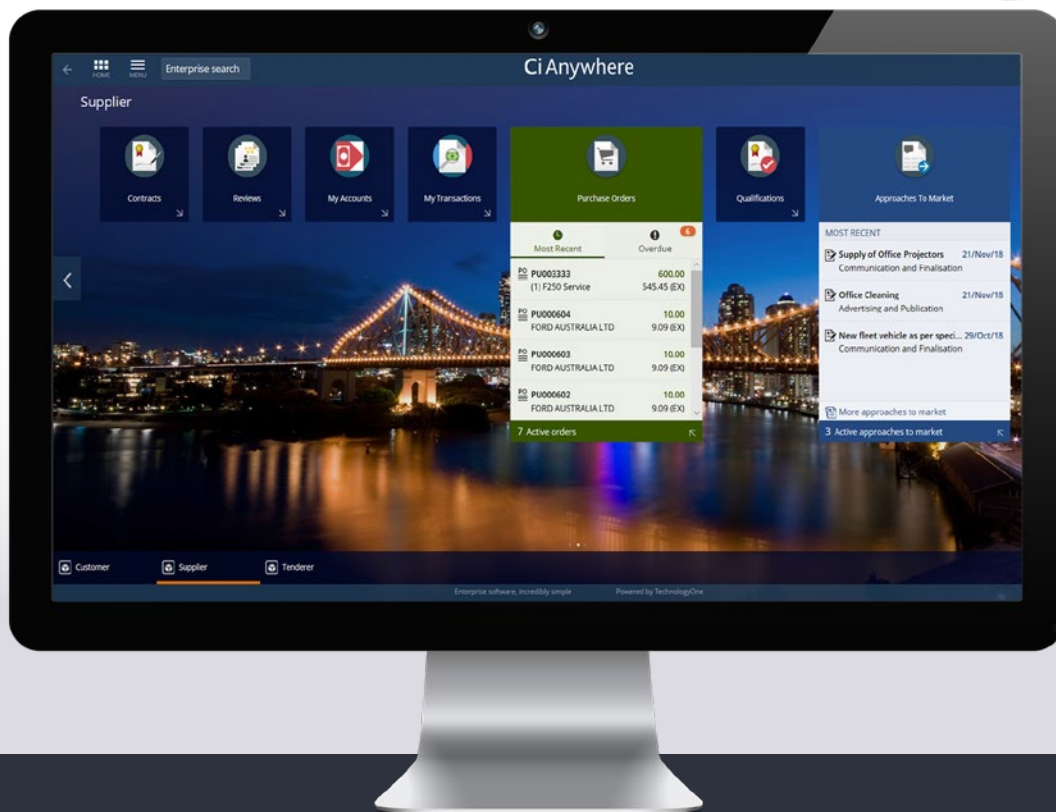 HOME
MENU
Enterprise search
Ci Anywhere
Supplier
Contracts
Reviews
My Accounts
My Transactions
Purchase Orders
Qualifications
Approaches To Market
Most Recent
Overdue
6
PO PU003333 600.00
(1) F250 Service 545.45 (EX)
PO PU000604 10.00
FORD AUSTRALIA LTD 9.09 (EX)
PO PU000603 10.00
FORD AUSTRALIA LTD 9.09 (EX)
PO PU000602 10.00
FORD AUSTRALIA LTD 9.09 (EX)
7 Active orders
MOST RECENT
Supply of Office Projectors 21/Nov/18
Communication and Finalisation
Office Cleaning 21/Nov/18
Advertising and Publication
New fleet vehicle as per speci... 29/Oct/18
Communication and Finalisation
More approaches to market
3 Active approaches to market
Customer
Supplier
Tenderer
Enterprise software, incredibly simple
Powered by TechnologyOne